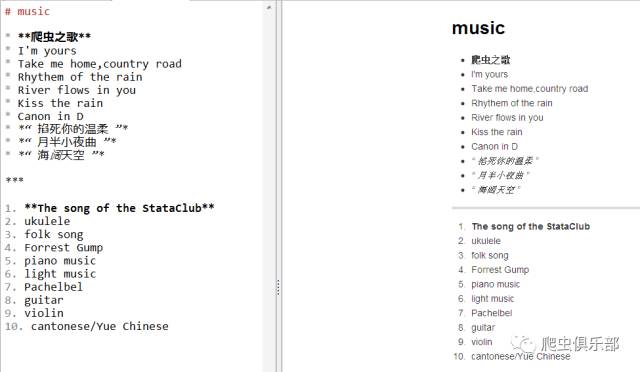 # music
* **爬虫之歌**
* I'm yours
* Take me home,country road
* Rhythem of the rain
* River flows in you
* Kiss the rain
* Canon in D
* *“ 掐死你的温柔 ”*
* *“ 月半小夜曲 ”*
* *“ 海阔天空 ”*
***
1. **The song of the StataClub**
2. ukulele
3. folk song
4. Forrest Gump
5. piano music
6. light music
7. Pachelbel
8. guitar
9. violin
10. cantonese/Yue Chinese
music
• 爬虫之歌
• I'm yours
• Take me home,country road
• Rhythem of the rain
• River flows in you
• Kiss the rain
• Canon in D
• “ 掐死你的温柔 ”
• “ 月半小夜曲 ”
• “ 海阔天空 ”
1. The song of the StataClub
2. ukulele
3. folk song
4. Forrest Gump
5. piano music
6. light music
7. Pachelbel
8. guitar
9. violin
10. cantonese/Yue Chinese
爬虫俱乐部